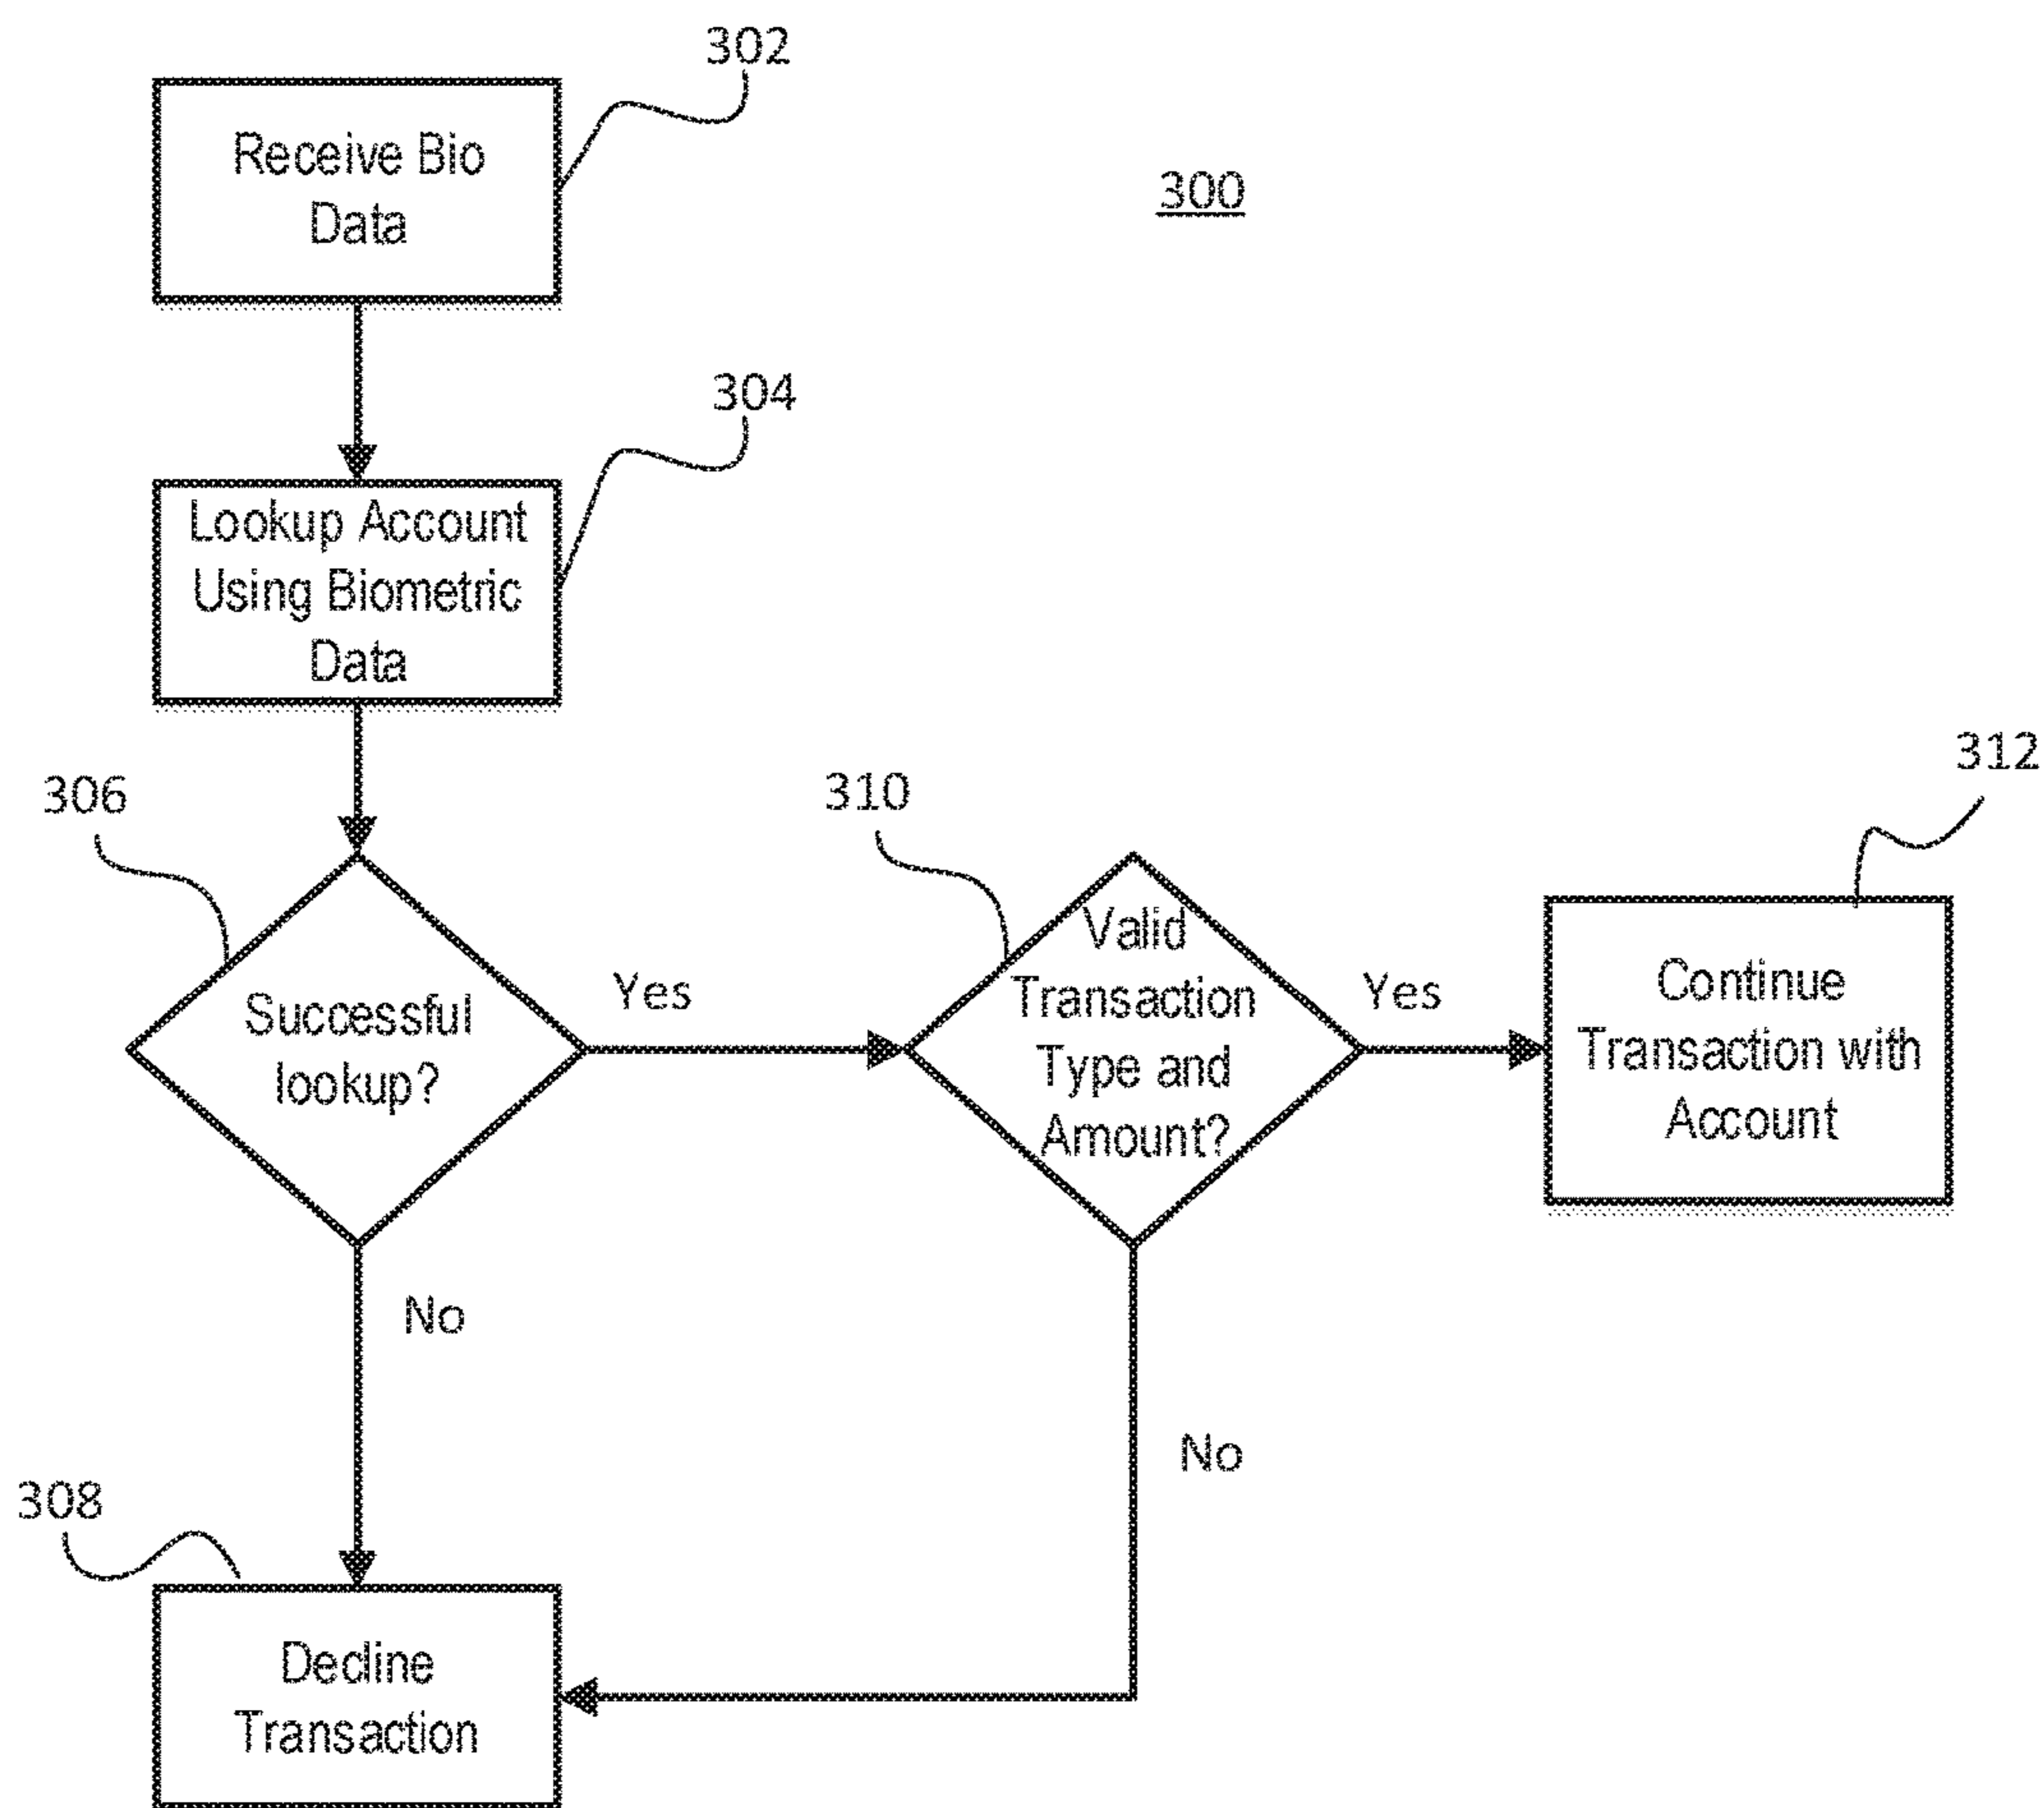 302
Receive Bio
Data
300
304
Lookup Account
Using Biometric
Data
306
Successful
lookup?
Yes
310
Valid
Transaction
Type and
Amount?
Yes
312
Continue
Transaction with
Account
No
No
308
Decline
Transaction